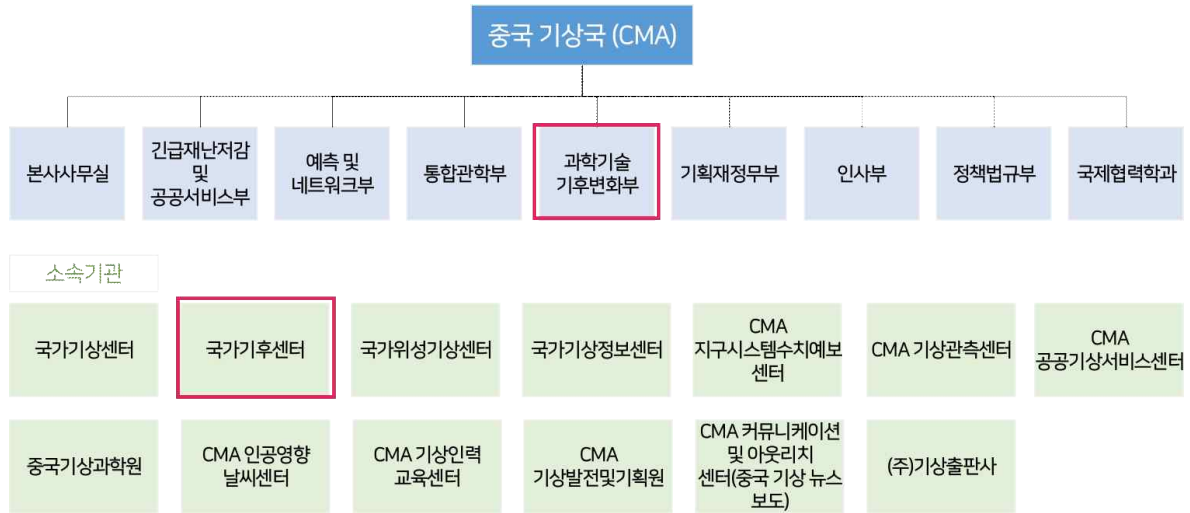 중국 기상국 (CMA)
본사사무실
긴급재난저감
및
공공서비스부
예측 및
네트워크부
통합관학부
과학기술
기후변화부
기획재정무부
인사부
정책법규부
국제협력학과
소속기관
국가기상센터
국가기후센터
국가위성기상센터
국가기상정보센터
CMA
지구시스템수치예보
센터
CMA 기상관측센터
CMA
공공기상서비스센터
중국기상과학원
CMA 인공영향
날씨센터
CMA 기상인력
교육센터
CMA
기상발전및기획원
CMA 커뮤니케이션
및 아웃리치
센터(중국 기상 뉴스
보도)
(주)기상출판사